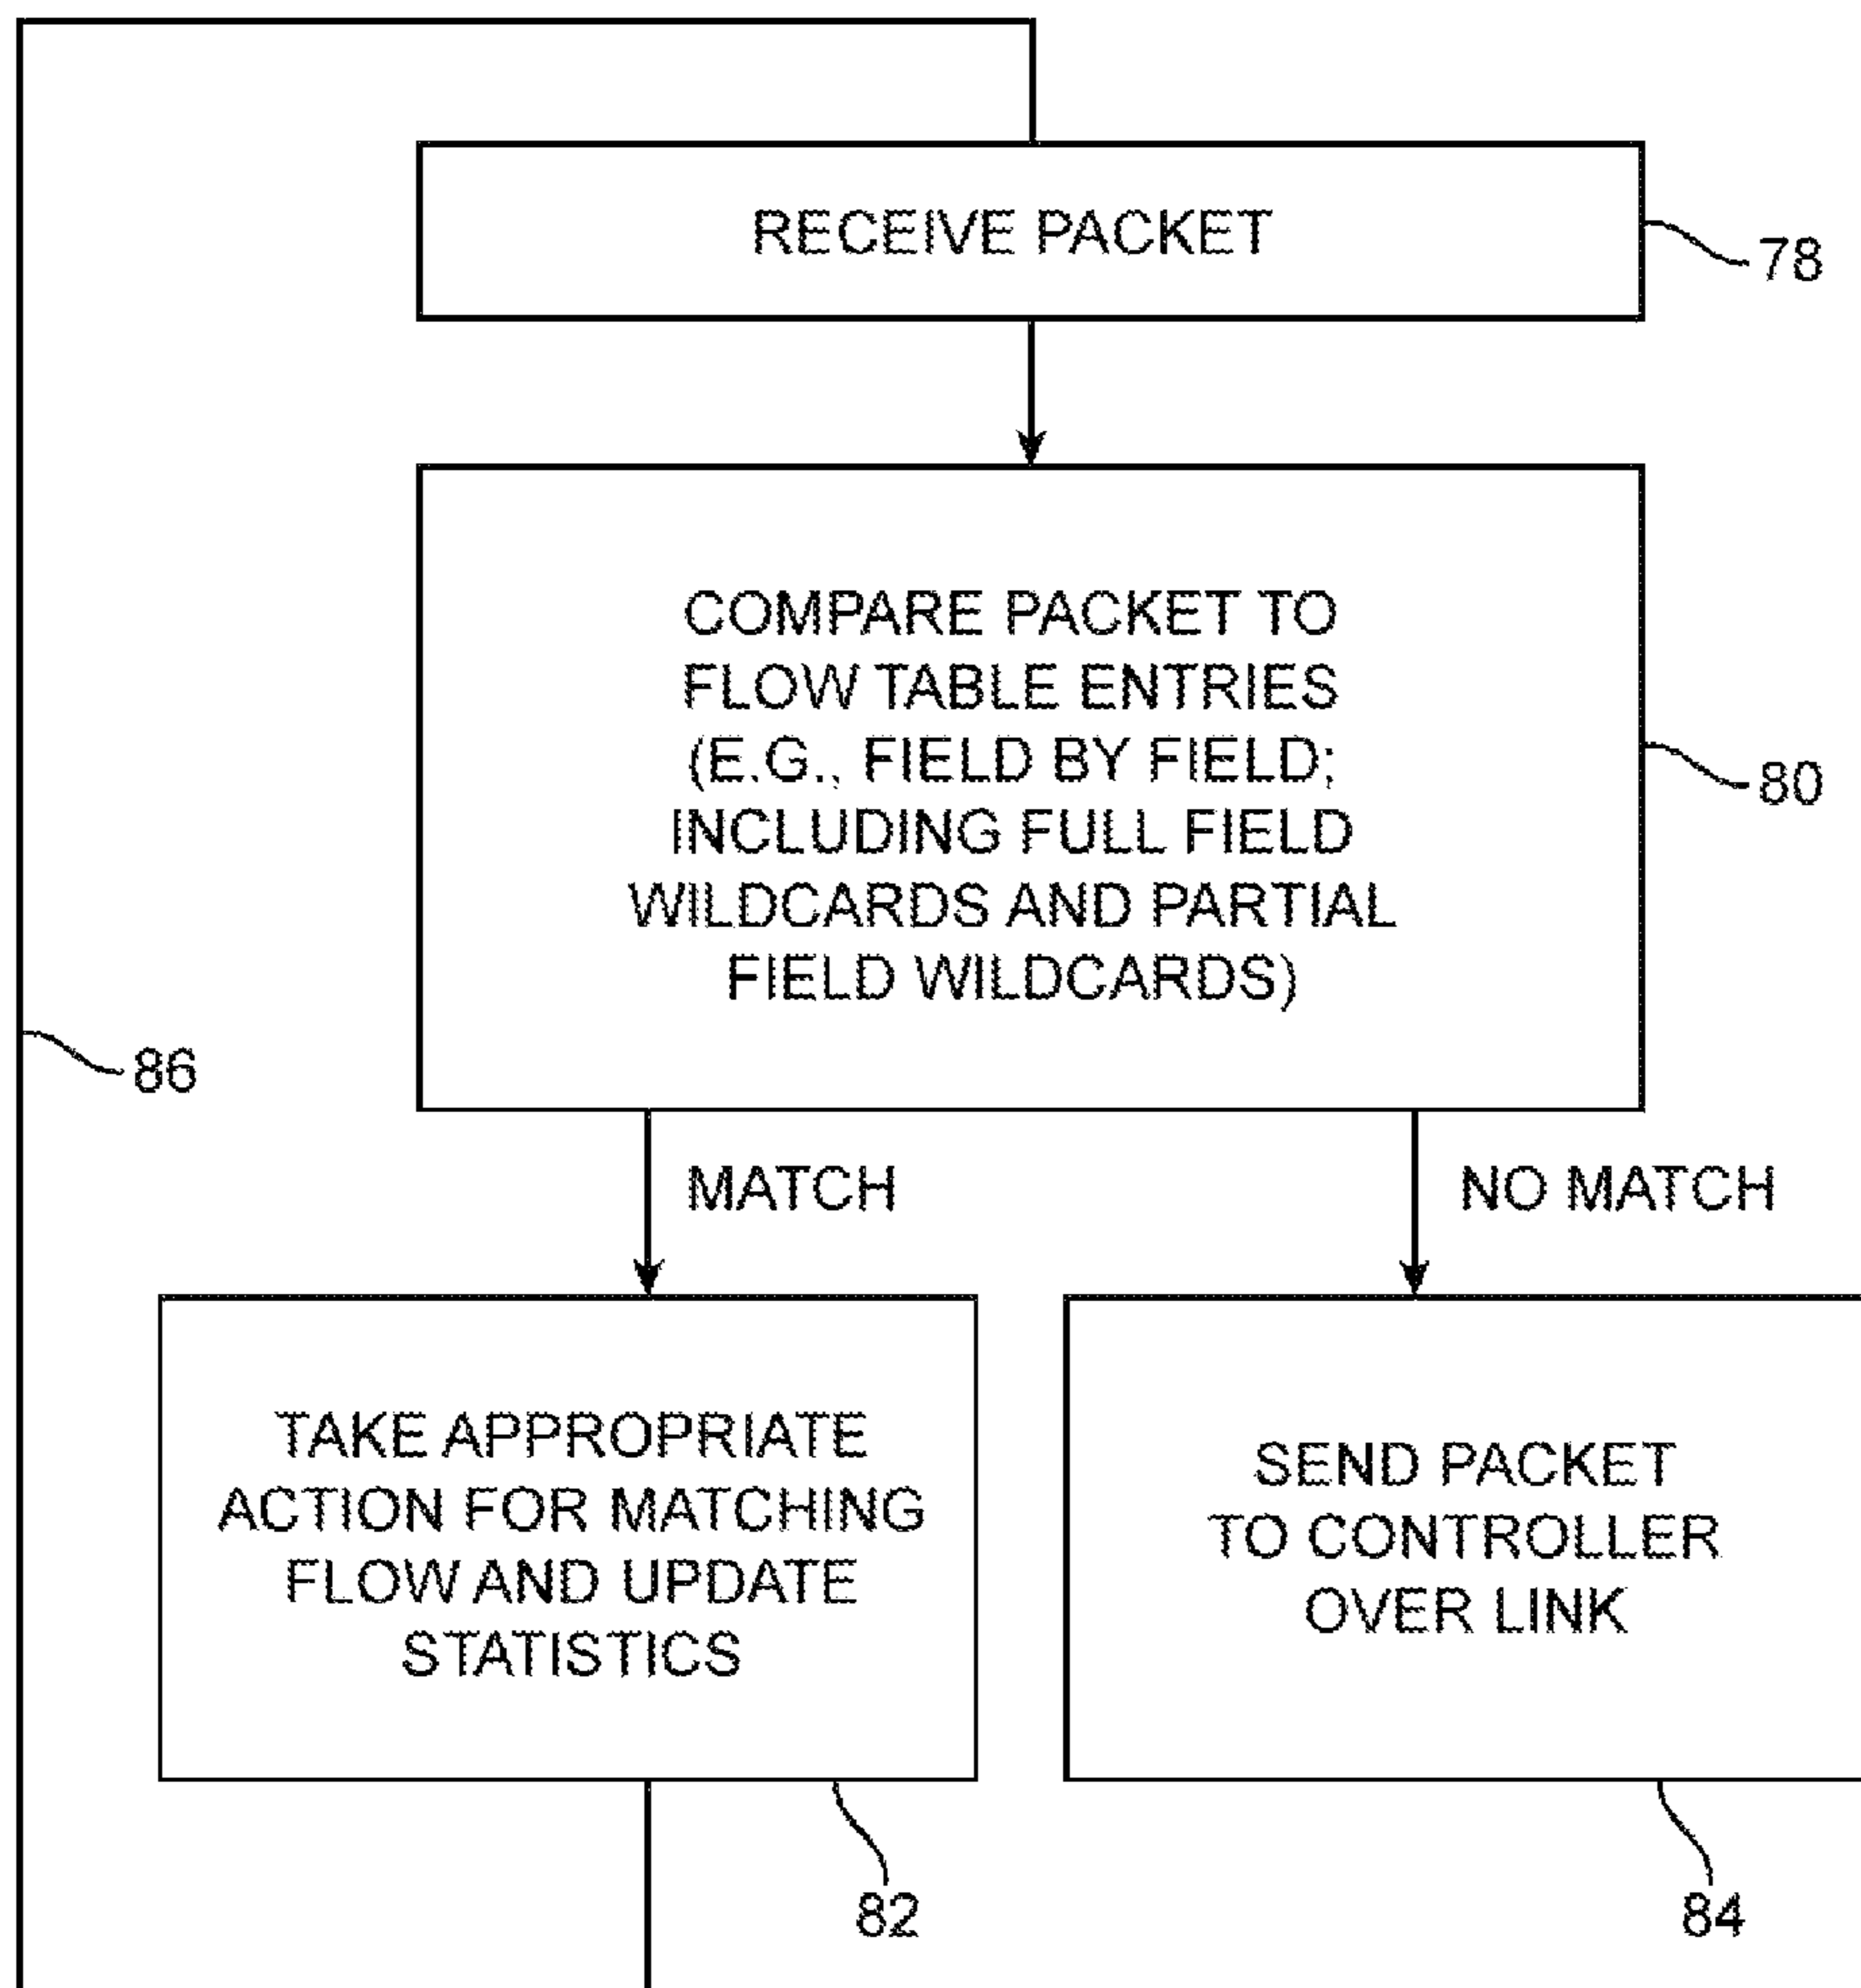 RECEIVE PACKET
78
COMPARE PACKET TO
FLOW TABLE ENTRIES
(E.G., FIELD BY FIELD;
INCLUDING FULL FIELD
WILDCARDS AND PARTIAL
FIELD WILDCARDS)
80
86
MATCH
NO MATCH
TAKE APPROPRIATE
ACTION FOR MATCHING
FLOW AND UPDATE
STATISTICS
SEND PACKET
TO CONTROLLER
OVER LINK
82
84